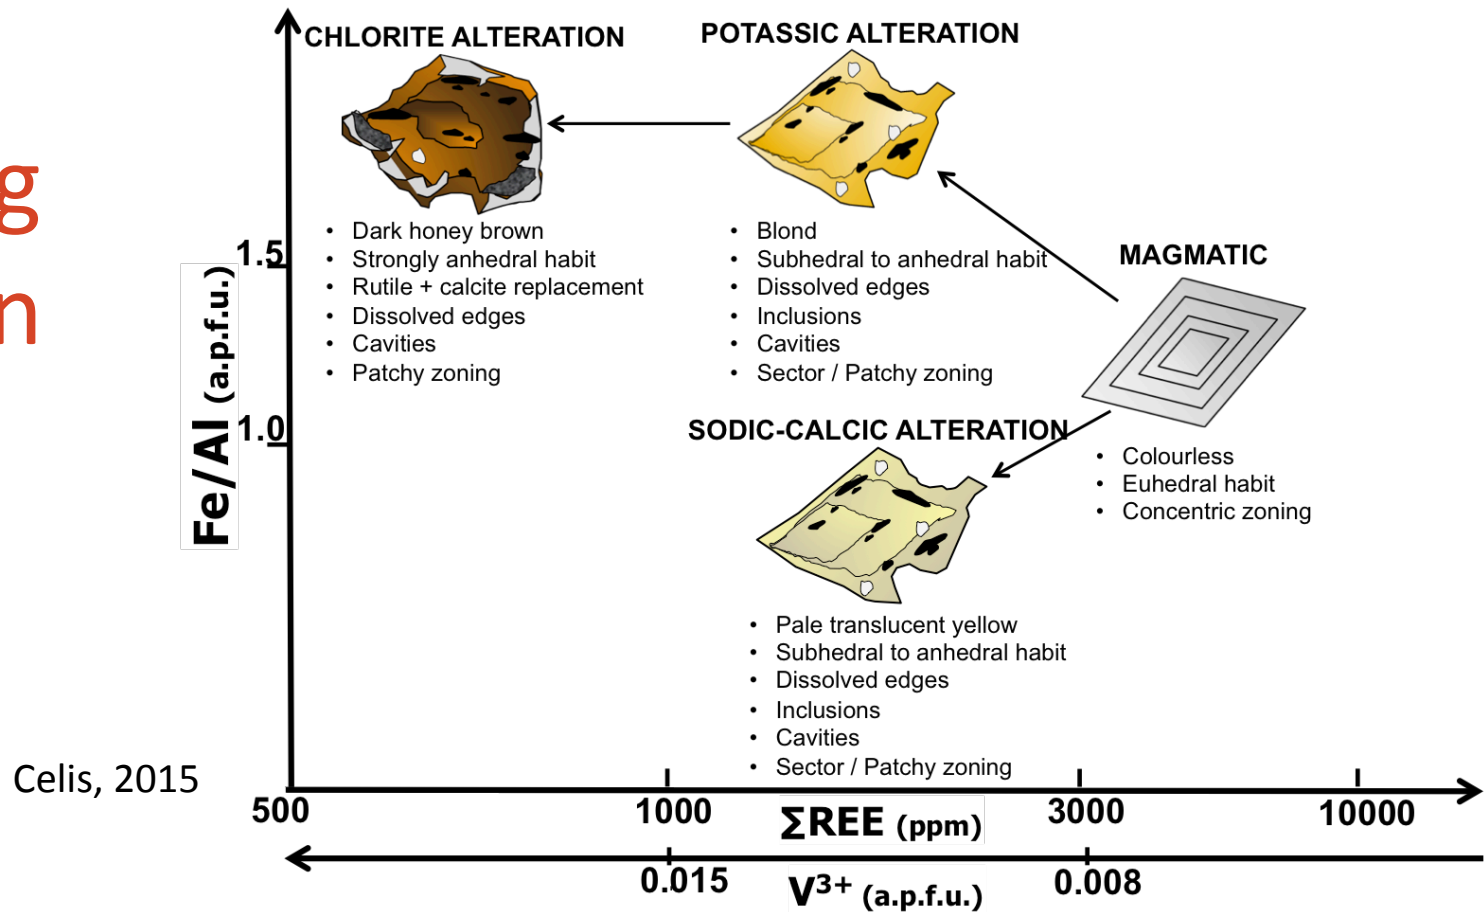 g
n
CHLORITE ALTERATION
• Dark honey brown
• Strongly anhedral habit
• Rutile + calcite replacement
• Dissolved edges
• Cavities
• Patchy zoning
POTASSIC ALTERATION
• Blond
• Subhedral to anhedral habit
• Dissolved edges
• Inclusions
• Cavities
• Sector / Patchy zoning
MAGMATIC
• Colourless
• Euhedral habit
• Concentric zoning
SODIC-CALCIC ALTERATION
• Pale translucent yellow
• Subhedral to anhedral habit
• Dissolved edges
• Inclusions
• Cavities
• Sector / Patchy zoning
1.5
1.0
Fe/Al (a.p.f.u.)
Celis, 2015
500 1000 3000 10000
∑REE (ppm)
0.015 0.008
V³⁺ (a.p.f.u.)